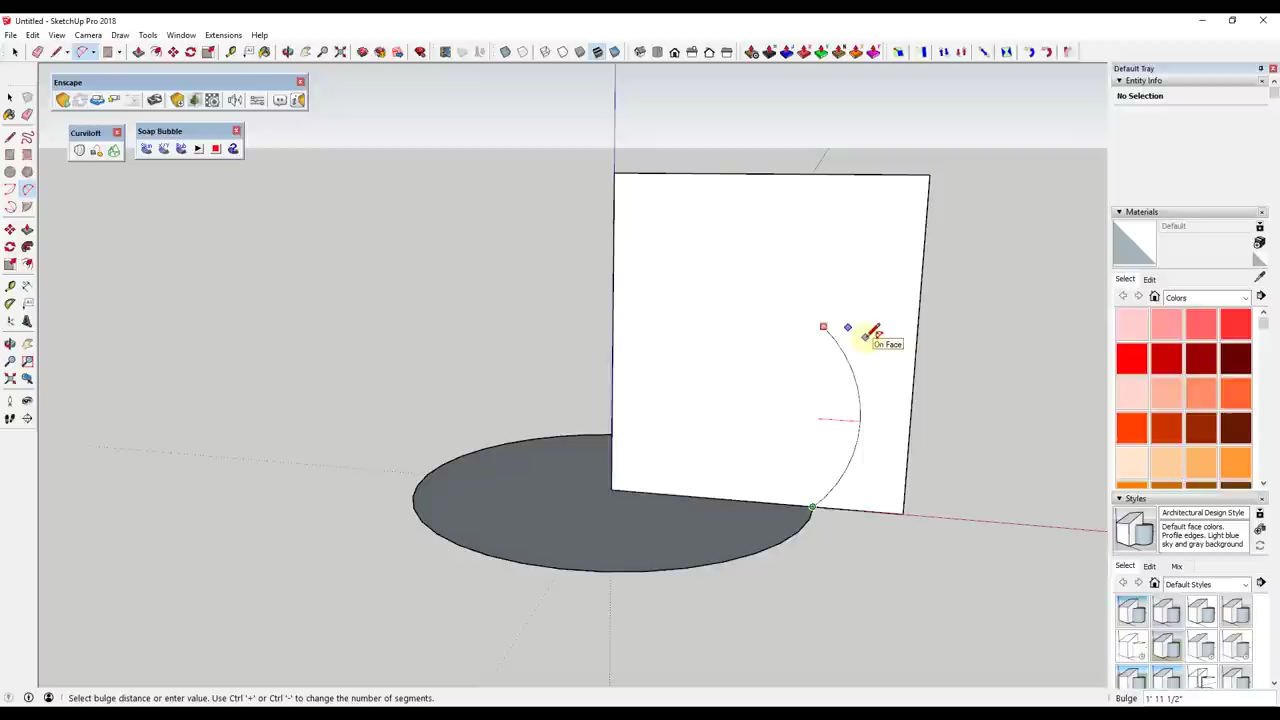 Untitled - SketchUp Pro 2018
File Edit View Camera Draw Tools Window Extensions Help
Enscape
Curviloft
Soap Bubble
On Face
Default Tray
Entity Info
No Selection
Materials
Default
Select Edit
Colors
Styles
Architectural Design Style
Default face colors.
Profile edges. Light blue
sky and gray background
Select Edit Mix
Default Styles
Select bulge distance or enter value. Use Ctrl '+' or Ctrl '-' to change the number of segments.
Bulge 1' 11 1/2"